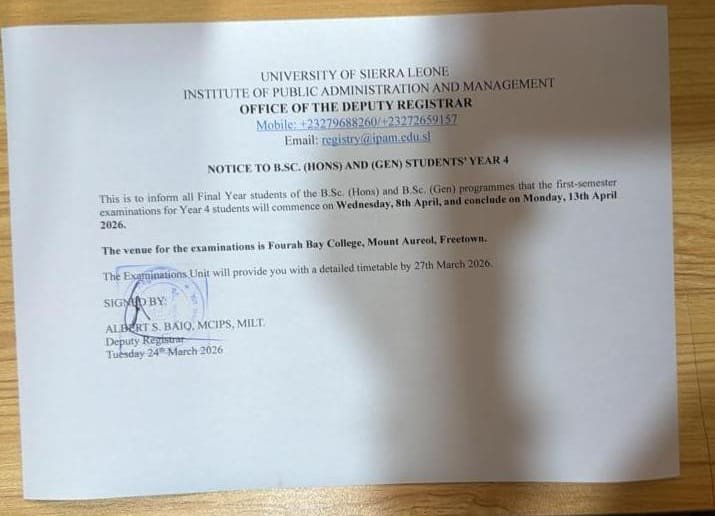 UNIVERSITY OF SIERRA LEONE
INSTITUTE OF PUBLIC ADMINISTRATION AND MANAGEMENT
OFFICE OF THE DEPUTY REGISTRAR
Mobile: +23279688260/+23272659157
Email: registry@ipam.edu.sl
NOTICE TO B.SC. (HONS) AND (GEN) STUDENTS' YEAR 4
This is to inform all Final Year students of the B.Sc. (Hons) and B.Sc. (Gen) programmes that the first-semester
examinations for Year 4 students will commence on Wednesday, 8th April, and conclude on Monday, 13th April
2026.
The venue for the examinations is Fourah Bay College, Mount Aureol, Freetown.
The Examinations Unit will provide you with a detailed timetable by 27th March 2026.
SIGNED BY:
ALBERT S. BAIO, MCIPS, MILT.
Deputy Registrar
Tuesday 24th March 2026